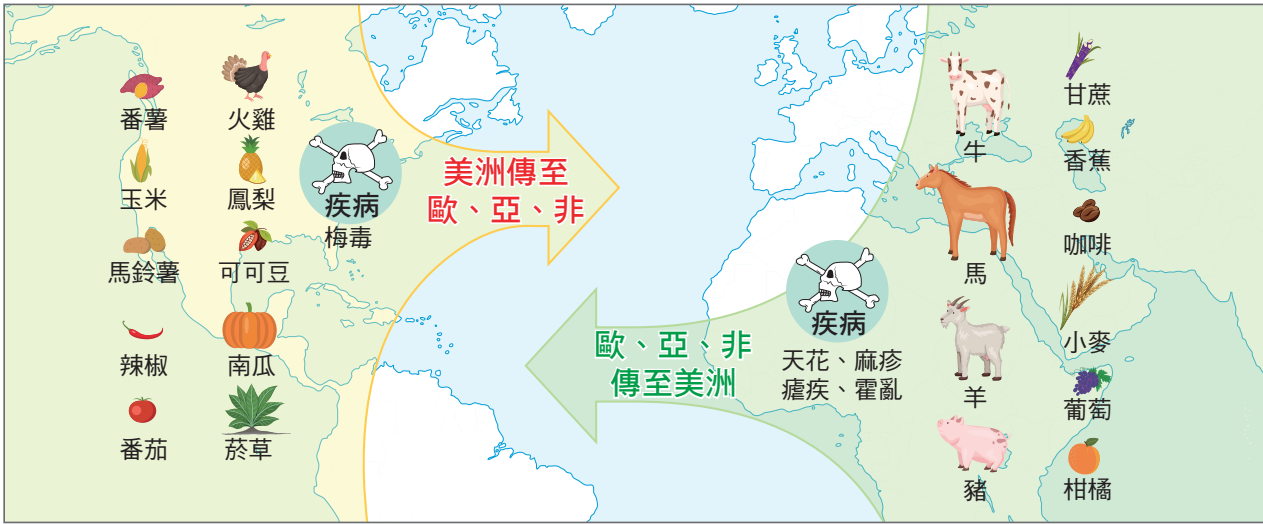 番薯
火雞
玉米
鳳梨
馬鈴薯
可可豆
辣椒
南瓜
番茄
菸草
疾病
梅毒
美洲傳至
歐、亞、非
歐、亞、非
傳至美洲
疾病
天花、麻疹
瘧疾、霍亂
牛
馬
羊
豬
甘蔗
香蕉
咖啡
小麥
葡萄
柑橘